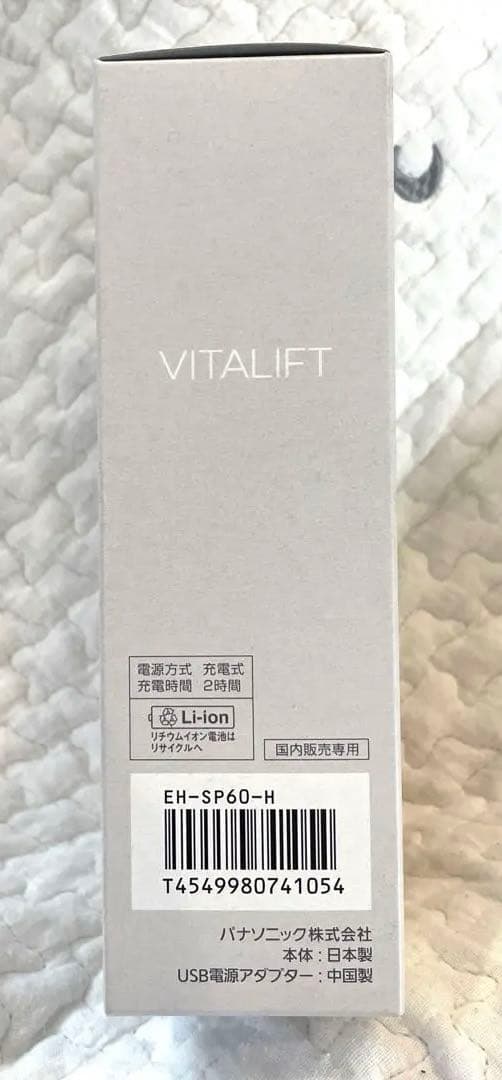 VITALIFT
電源方式 充電式
充電時間 2時間
Li-ion
リチウムイオン電池は
リサイクルへ
国内販売専用
EH-SP60-H
T4549980741054
パナソニック株式会社
本体:日本製
USB電源アダプター:中国製